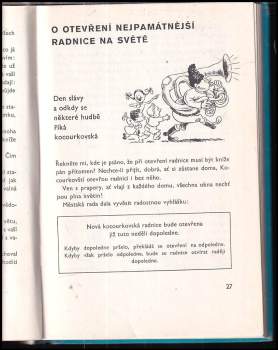 O OTEVŘENÍ NEJPAMÁTNĚJŠÍ
RADNICE NA SVĚTĚ
Den slávy
a odkdy se
některé hudbě
říká
kocourkovská
Řekněte mi, kde je psáno, že při otevření radnice musí být kníže
pán přítomen? Nechce-li přijít, dobrá, ať si zůstane doma, Ko-
courkovští otevřou radnici i bez něho.
Ven s prapory, ať vlají z každého domu, všechna okna nechť
jsou plna květin!
Městská rada dala vyvěsit radostnou vyhlášku:
Nová kocourkovská radnice bude otevřena
již tuto neděli dopoledne.
Kdyby dopoledne pršelo, překládá se otevření na odpoledne.
Kdyby však pršelo odpoledne, bude se radnice otvírat raději
dopoledne.
27